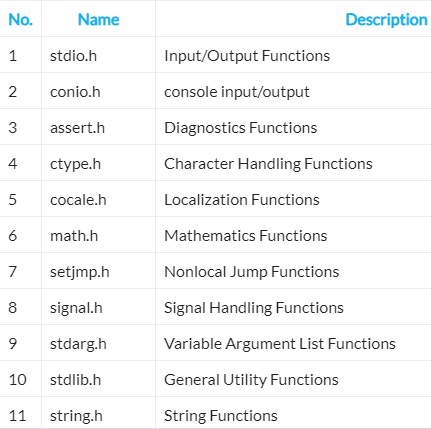 No. Name Description
1 stdio.h Input/Output Functions
2 conio.h console input/output
3 assert.h Diagnostics Functions
4 ctype.h Character Handling Functions
5 cocale.h Localization Functions
6 math.h Mathematics Functions
7 setjmp.h Nonlocal Jump Functions
8 signal.h Signal Handling Functions
9 stdarg.h Variable Argument List Functions
10 stdlib.h General Utility Functions
11 string.h String Functions